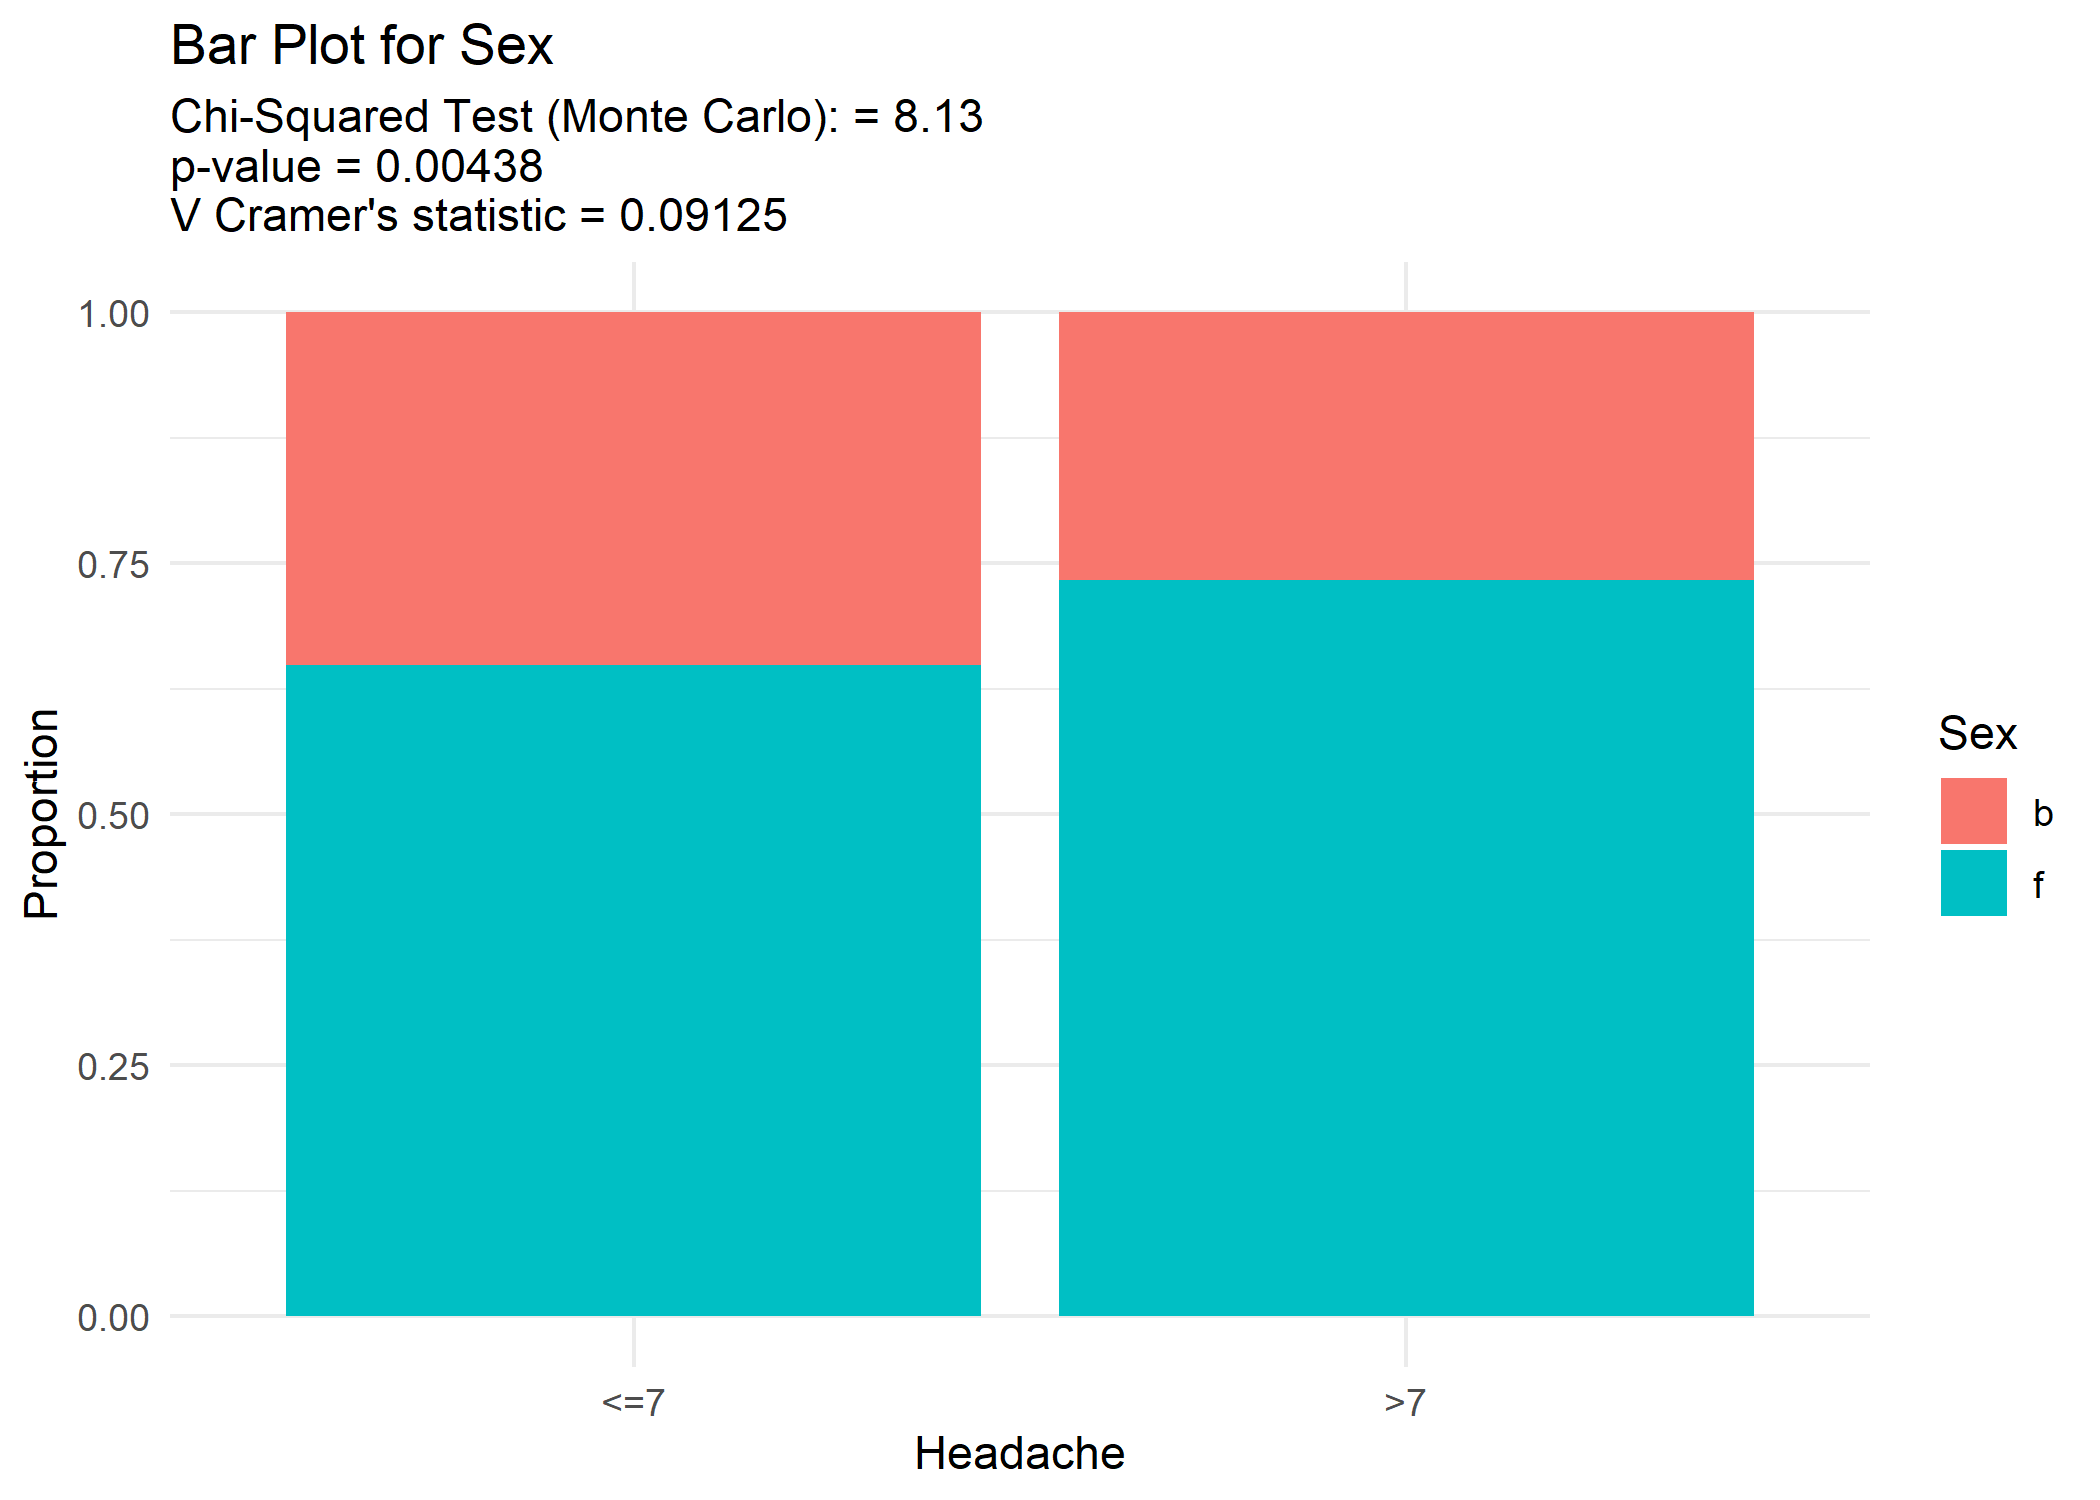 Bar Plot for Sex
Chi-Squared Test (Monte Carlo): = 8.13
p-value = 0.00438
V Cramer's statistic = 0.09125
1.00
0.75
0.50
0.25
0.00
Proportion
<=7
>7
Headache
Sex
b
f